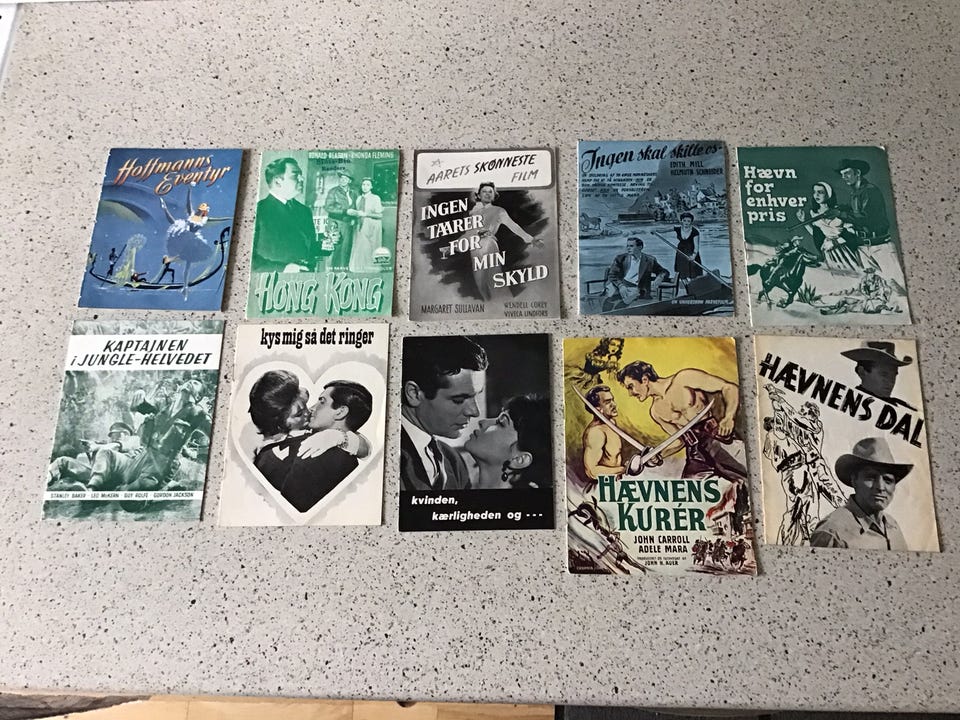 Hoffmanns
Eventyr
RONALD REAGAN - RHONDA FLEMING
HONG KONG
AARETS SKØNNESTE
FILM
INGEN
TAARER
FOR
MIN
SKYLD
MARGARET SULLAVAN
WENDELL COREY
VIVECA LINDFORS
Ingen skal skille os-
EDITH MILL
HELMUTH SCHNEIDER
Hævn
for
enhver
pris
KAPTAJNEN
i JUNGLE-HELVEDET
STANLEY BAKER - LEO McKERN - GUY ROLFE - GORDON JACKSON
kys mig så det ringer
kvinden,
kærligheden og ---
HÆVNENS
KURÉR
JOHN CARROLL
ADELE MARA
JOHN H. AUER
HÆVNENS DAL